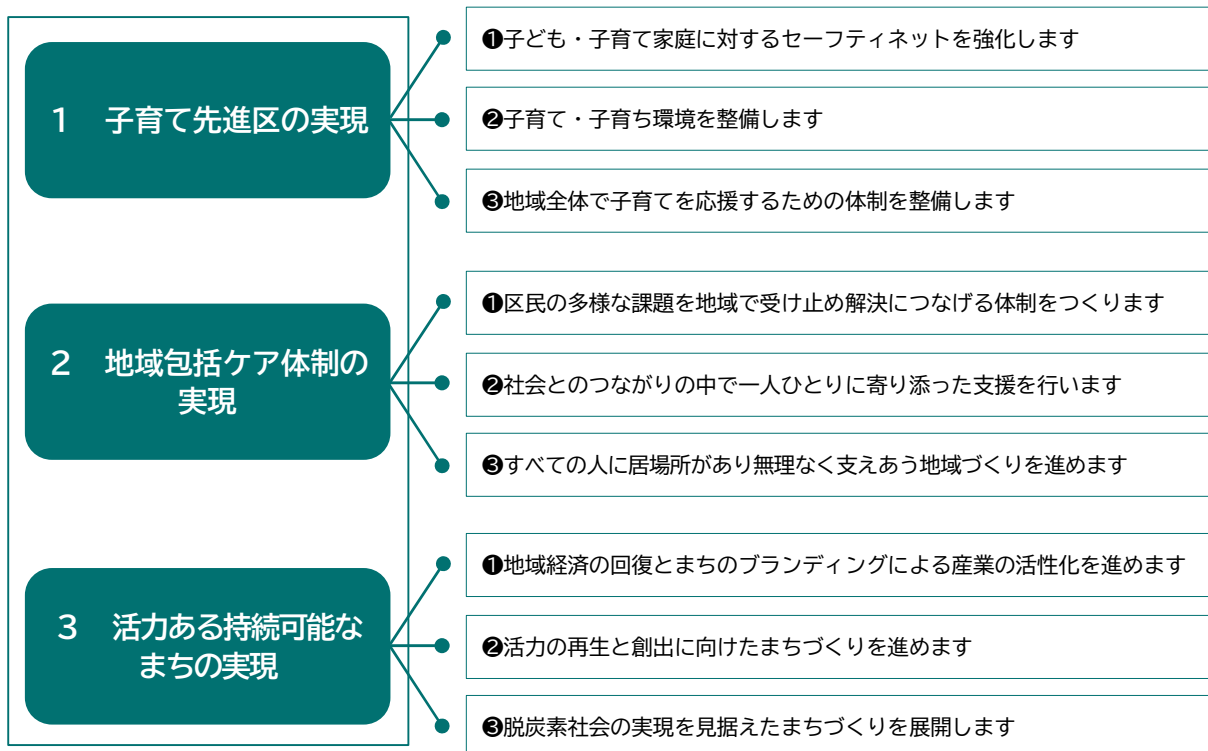 1　子育て先進区の実現
❶子ども・子育て家庭に対するセーフティネットを強化します
❷子育て・子育ち環境を整備します
❸地域全体で子育てを応援するための体制を整備します
2　地域包括ケア体制の
実現
❶区民の多様な課題を地域で受け止め解決につなげる体制をつくります
❷社会とのつながりの中で一人ひとりに寄り添った支援を行います
❸すべての人に居場所があり無理なく支えあう地域づくりを進めます
3　活力ある持続可能な
まちの実現
❶地域経済の回復とまちのブランディングによる産業の活性化を進めます
❷活力の再生と創出に向けたまちづくりを進めます
❸脱炭素社会の実現を見据えたまちづくりを展開します